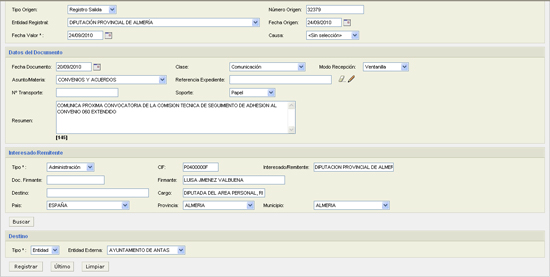 Tipo Origen: Registro Salida Número Origen: 32379
Entidad Registral DIPUTACIÓN PROVINCIAL DE ALMERÍA Fecha Origen: 24/09/2010
Fecha Valor * : 24/09/2010 Causa: <Sin selección>
Datos del Documento
Fecha Documento: 20/09/2010 Clase: Comunicación Modo Recepción: Ventanilla
Asunto/Materia: CONVENIOS Y ACUERDOS Referencia Expediente:
Nº Transporte: Soporte: Papel
COMUNICA PROXIMA CONVOCATORIA DE LA COMISION TECNICA DE SEGUIMIENTO DE ADHESION AL
CONVENIO 060 EXTENDIDO
Resumen:
[145]
Interesado/Remitente
Tipo * : Administración CIF: P0400000F Interesado/Remitente: DIPUTACION PROVINCIAL DE ALMER
Doc. Firmante: Firmante: LUISA JIMENEZ VALBUENA
Destino: Cargo: DIPUTADA DEL AREA PERSONAL, RE
País: ESPAÑA Provincia: ALMERIA Municipio: ALMERIA
Buscar
Destino
Tipo * : Entidad Entidad Externa: AYUNTAMIENTO DE ANTAS
Registrar Último Limpiar